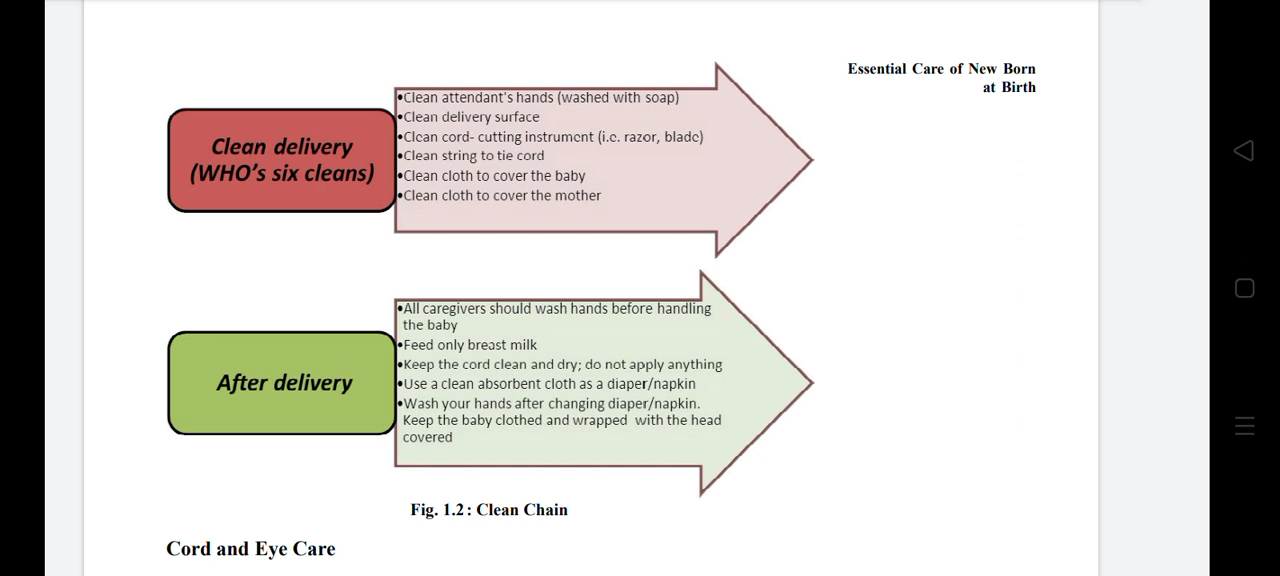 Essential Care of New Born
at Birth
Clean delivery
(WHO's six cleans)
•Clean attendant's hands (washed with soap)
•Clean delivery surface
•Clean cord- cutting instrument (i.e. razor, blade)
•Clean string to tie cord
•Clean cloth to cover the baby
•Clean cloth to cover the mother
After delivery
•All caregivers should wash hands before handling
the baby
•Feed only breast milk
•Keep the cord clean and dry; do not apply anything
•Use a clean absorbent cloth as a diaper/napkin
•Wash your hands after changing diaper/napkin.
Keep the baby clothed and wrapped with the head
covered
Fig. 1.2: Clean Chain
Cord and Eye Care